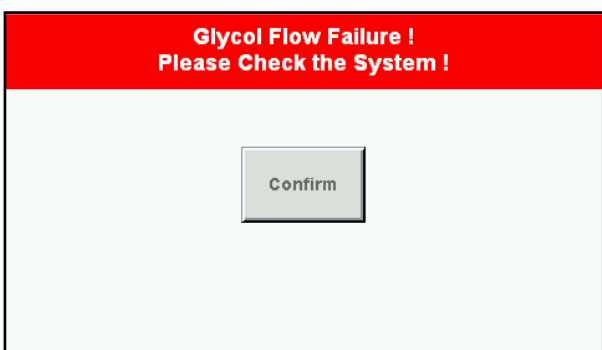 Glycol Flow Failure !
Please Check the System !
Confirm